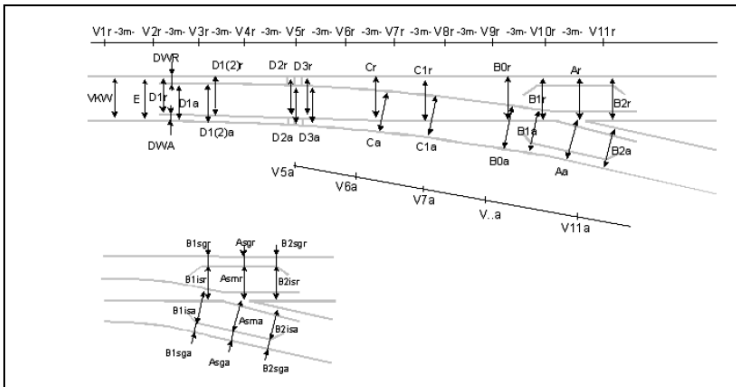 V1r -3m- V2r -3m- V3r -3m- V4r -3m- V5r -3m- V6r -3m- V7r -3m- V8r -3m- V9r -3m- V10r -3m- V11r
DWR D1(2)r D2r D3r Cr C1r B0r Ar
VKW E D1r D1a B1r B2r
DWA D1(2)a D2a D3a Ca C1a B0a B1a Aa B2a
V5a V6a V7a V..a V11a
B1sgr Asgr B2sgr
B1isr Asmr B2isr
B1isa Asma B2isa
B1sga Asga B2sga